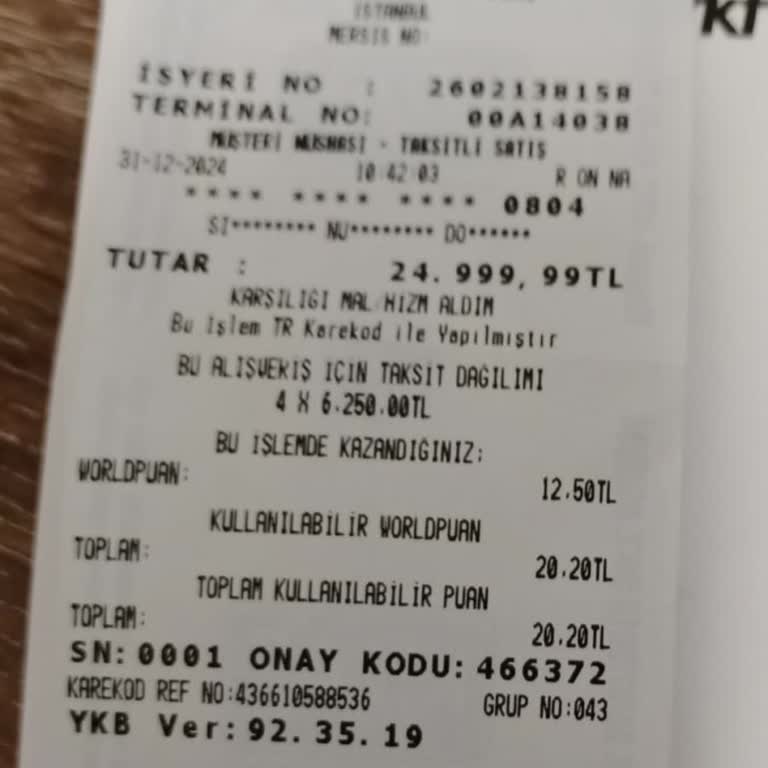 İSTANBUL
MERSIS NO:
kf
İSYERİ NO : 2602138158
TERMİNAL NO: 00A14038
MÜŞTERİ NÜSHASI - TAKSİTLİ SATIŞ
31-12-2024 10:42:03 R ON NA
**** **** **** 0804
SI******** NU******** DO******
TUTAR : 24.999,99TL
KARŞILIĞI MAL/HİZM ALDIM
Bu İşlem TR Karekod ile Yapılmıştır
BU ALIŞVERİŞ İÇİN TAKSİT DAĞILIMI
4 X 6.250.00TL
BU İŞLEMDE KAZANDIĞINIZ:
WORLDPUAN: 12.50TL
KULLANILABİLİR WORLDPUAN
TOPLAM: 20.20TL
TOPLAM KULLANILABİLİR PUAN
TOPLAM: 20.20TL
SN:0001 ONAY KODU:466372
KAREKOD REF NO:436610588536 GRUP NO:043
YKB Ver:92.35.19